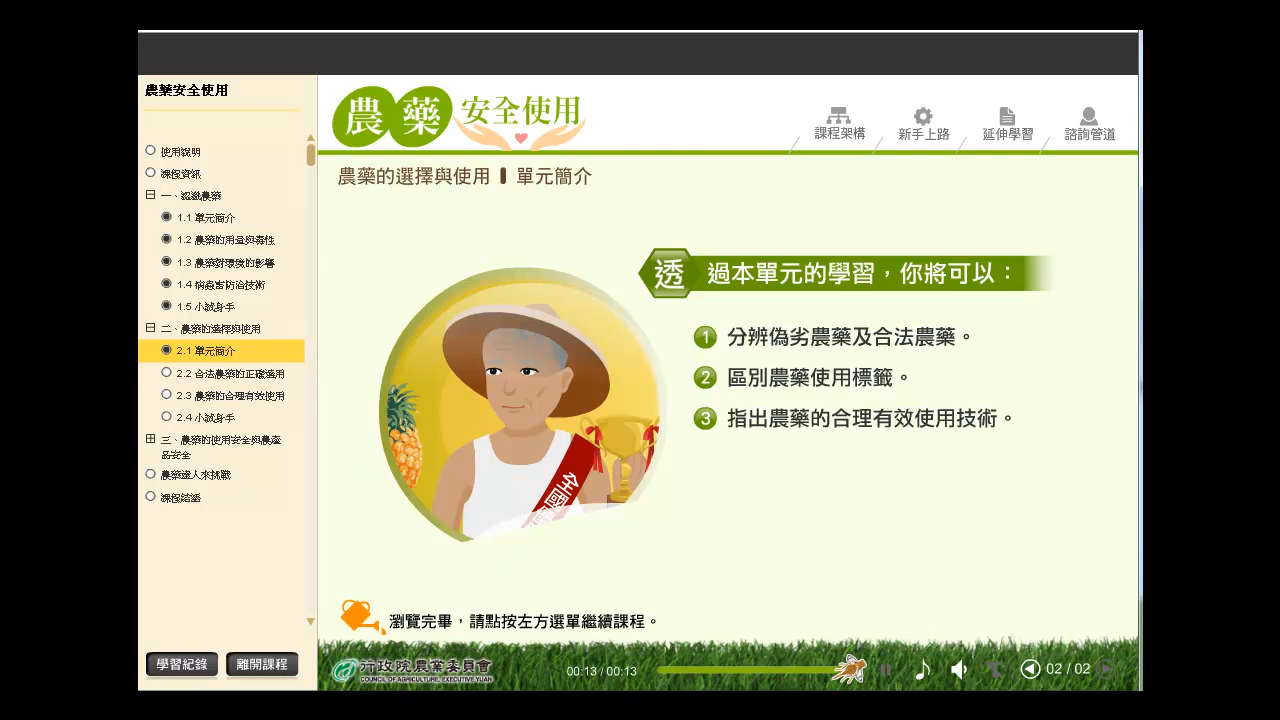 農藥安全使用
使用說明
課程資訊
一、認識農藥
1.1 單元簡介
1.2 農藥的用量與毒性
1.3 農藥對環境的影響
1.4 病蟲害防治技術
1.5 小試身手
二、農藥的選擇與使用
2.1 單元簡介
2.2 合法農藥的正確選用
2.3 農藥的合理有效使用
2.4 小試身手
三、農藥的使用安全與農產
品安全
農藥達人來挑戰
課程結語
學習紀錄
離開課程
農藥 安全使用
課程架構
新手上路
延伸學習
諮詢管道
農藥的選擇與使用 單元簡介
透過本單元的學習，你將可以：
1 分辨偽劣農藥及合法農藥。
2 區別農藥使用標籤。
3 指出農藥的合理有效使用技術。
全國
瀏覽完畢，請點按左方選單繼續課程。
行政院農業委員會
COUNCIL OF AGRICULTURE, EXECUTIVE YUAN
00:13 / 00:13
02 / 02